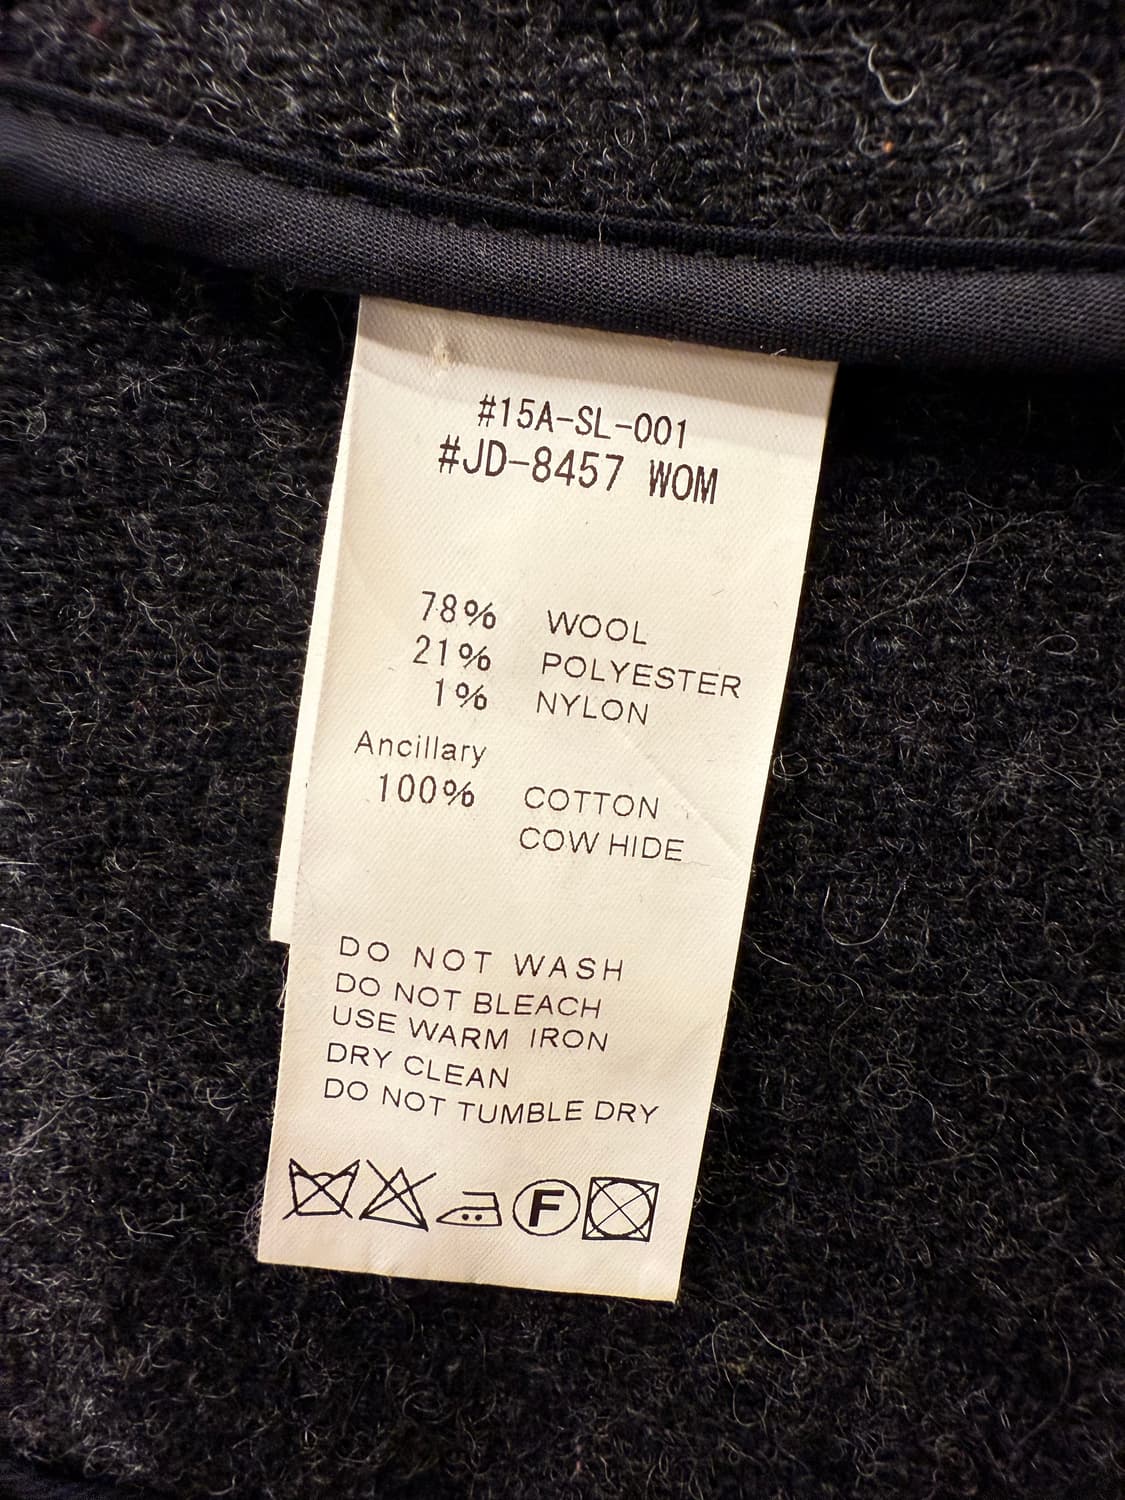 #15A-SL-001
#JD-8457 WOM
78% WOOL
21% POLYESTER
1% NYLON
Ancillary
100% COTTON
COW HIDE
DO NOT WASH
DO NOT BLEACH
USE WARM IRON
DRY CLEAN
DO NOT TUMBLE DRY
F